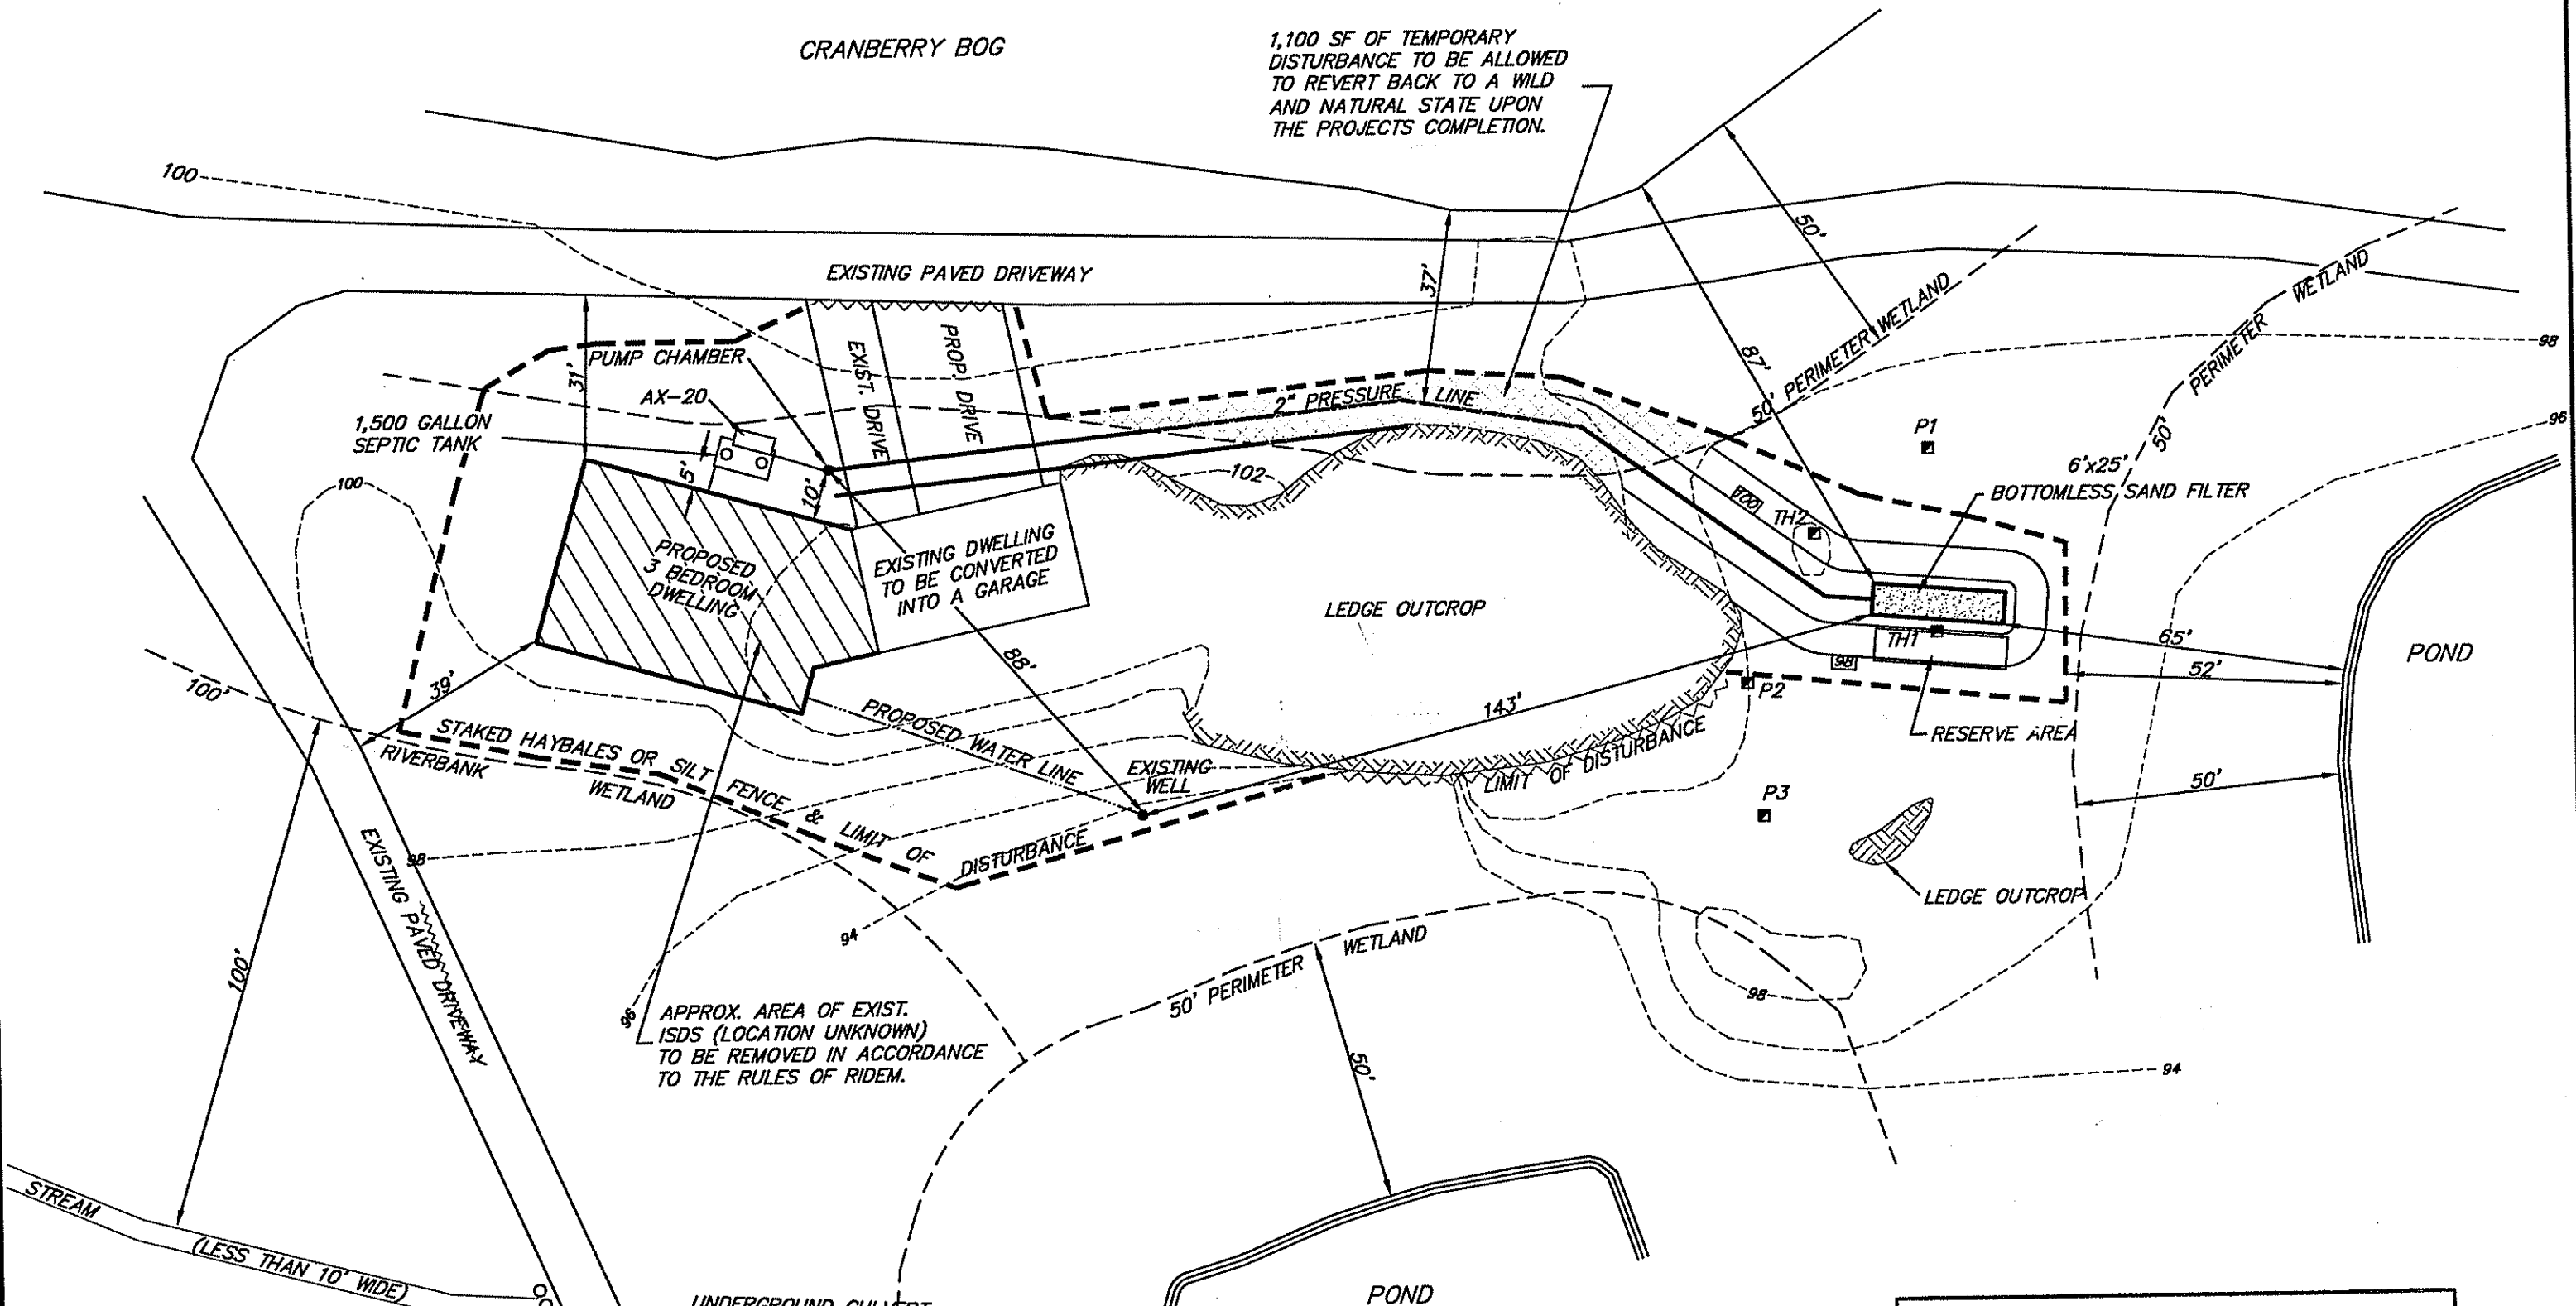 CRANBERRY BOG
1,100 SF OF TEMPORARY
DISTURBANCE TO BE ALLOWED
TO REVERT BACK TO A WILD
AND NATURAL STATE UPON
THE PROJECTS COMPLETION.
100
EXISTING PAVED DRIVEWAY
37'
50'
87'
50' PERIMETER WETLAND
50' PERIMETER WETLAND
98
96
31'
PUMP CHAMBER
AX-20
1,500 GALLON
SEPTIC TANK
EXIST. DRIVE
PROP. DRIVE
2" PRESSURE LINE
5'
10'
100
102
P1
6'x25'
BOTTOMLESS SAND FILTER
TH2
TH1
98
P2
RESERVE AREA
65'
52'
50'
POND
PROPOSED
3 BEDROOM
DWELLING
EXISTING DWELLING
TO BE CONVERTED
INTO A GARAGE
LEDGE OUTCROP
88'
143'
39'
100'
RIVERBANK WETLAND
STAKED HAYBALES OR SILT FENCE & LIMIT OF DISTURBANCE
PROPOSED WATER LINE
EXISTING
WELL
LIMIT OF DISTURBANCE
P3
LEDGE OUTCROP
98
EXISTING PAVED DRIVEWAY
94
96
100'
APPROX. AREA OF EXIST.
ISDS (LOCATION UNKNOWN)
TO BE REMOVED IN ACCORDANCE
TO THE RULES OF RIDEM.
50' PERIMETER WETLAND
98
94
50'
STREAM
(LESS THAN 10' WIDE)
UNDERGROUND CULVERT
POND